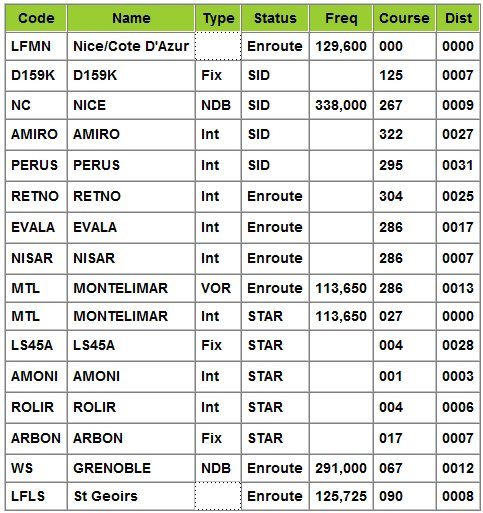 Code Name Type Status Freq Course Dist
LFMN Nice/Cote D'Azur Enroute 129,600 000 0000
D159K D159K Fix SID 125 0007
NC NICE NDB SID 338,000 267 0009
AMIRO AMIRO Int SID 322 0027
PERUS PERUS Int SID 295 0031
RETNO RETNO Int Enroute 304 0025
EVALA EVALA Int Enroute 286 0017
NISAR NISAR Int Enroute 286 0007
MTL MONTELIMAR VOR Enroute 113,650 286 0013
MTL MONTELIMAR Int STAR 113,650 027 0000
LS45A LS45A Fix STAR 004 0028
AMONI AMONI Int STAR 001 0003
ROLIR ROLIR Int STAR 004 0006
ARBON ARBON Fix STAR 017 0007
WS GRENOBLE NDB Enroute 291,000 067 0012
LFLS St Geoirs Enroute 125,725 090 0008